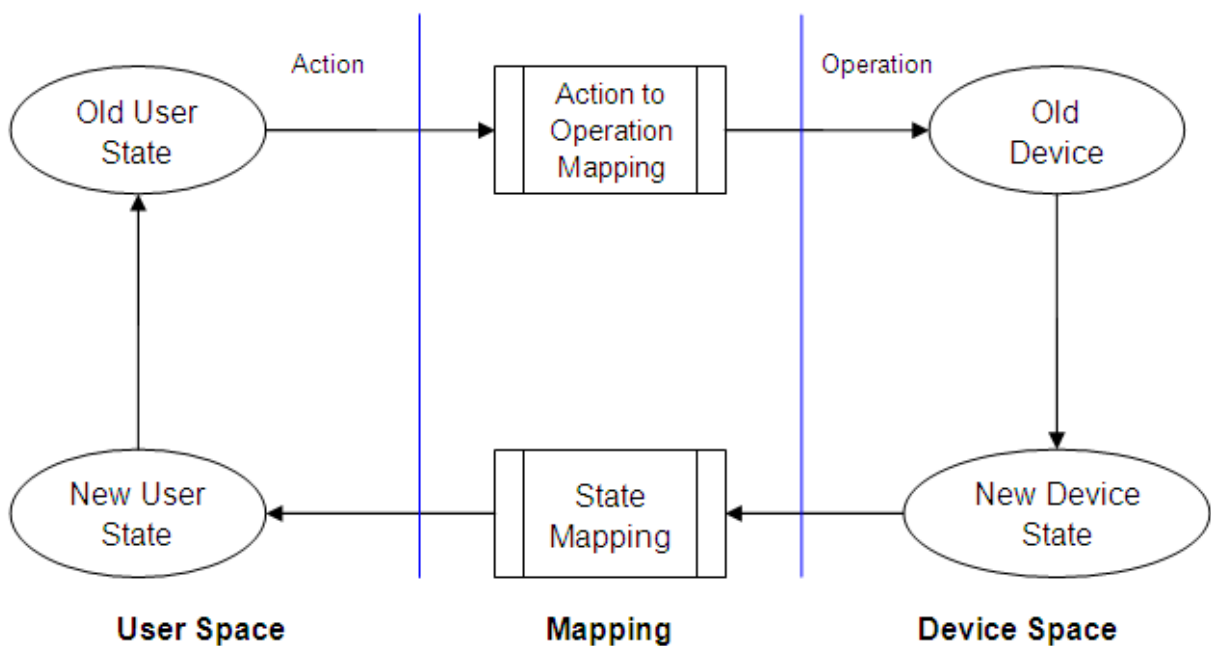 Action
Operation
Old User
State
Action to
Operation
Mapping
Old
Device
New User
State
State
Mapping
New Device
State
User Space
Mapping
Device Space